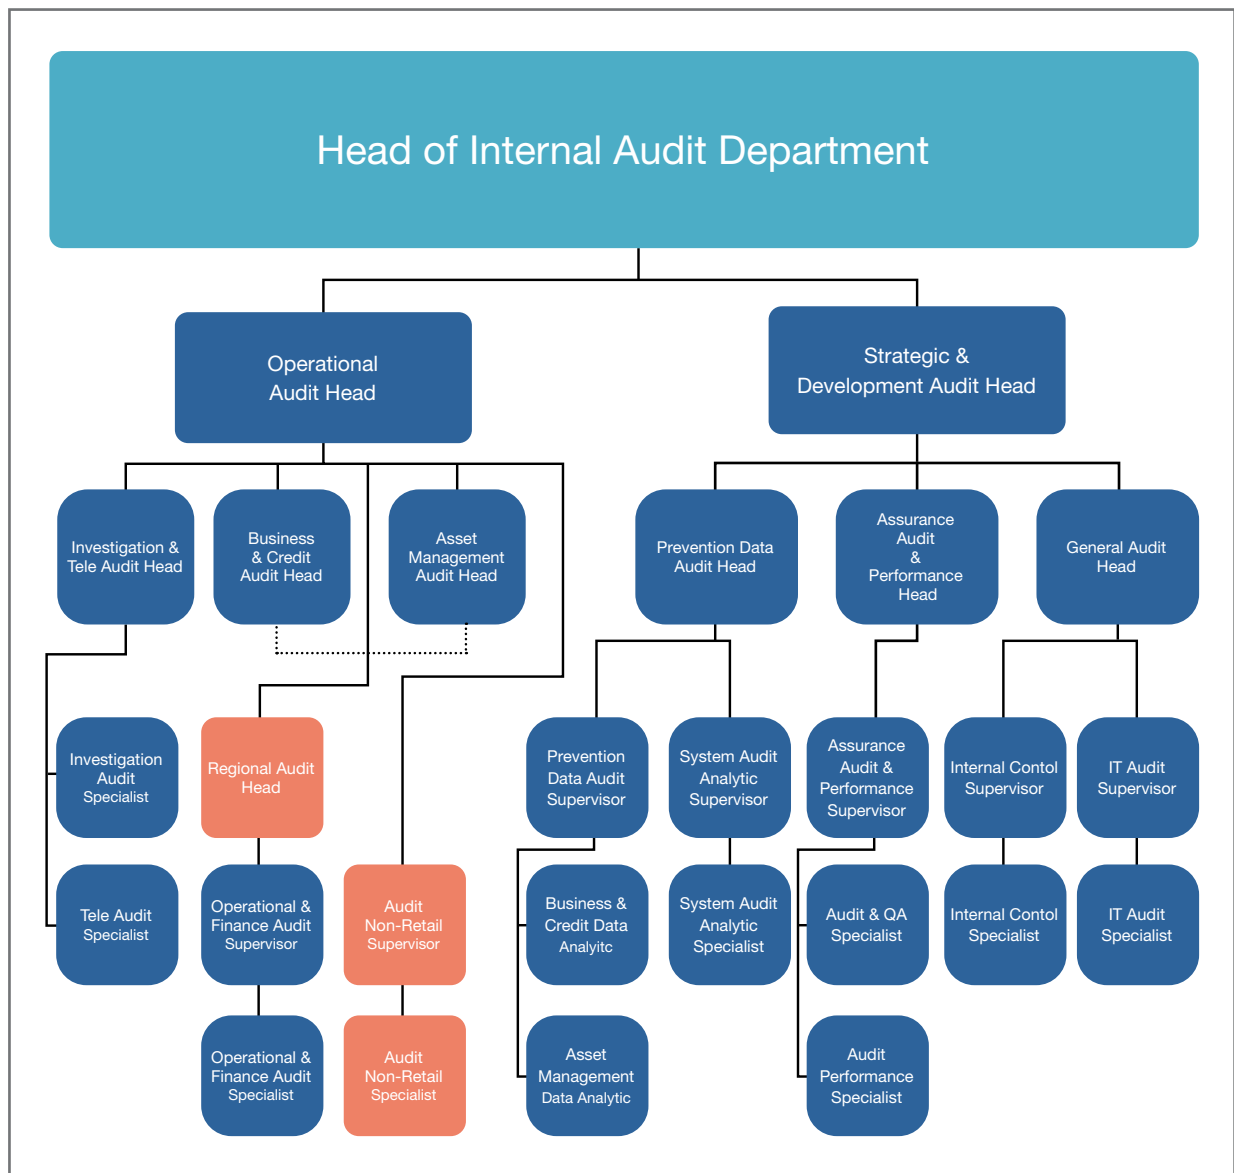 Head of Internal Audit Department
Operational
Audit Head
Strategic &
Development Audit Head
Investigation &
Tele Audit Head
Business
& Credit
Audit Head
Asset
Management
Audit Head
Prevention Data
Audit Head
Assurance
Audit
&
Performance
Head
General Audit
Head
Investigation
Audit
Specialist
Regional Audit
Head
Prevention
Data Audit
Supervisor
System Audit
Analytic
Supervisor
Assurance
Audit &
Performance
Supervisor
Internal Contol
Supervisor
IT Audit
Supervisor
Tele Audit
Specialist
Operational &
Finance Audit
Supervisor
Audit
Non-Retail
Supervisor
Business &
Credit Data
Analyitc
System Audit
Analytic
Specialist
Audit & QA
Specialist
Internal Contol
Specialist
IT Audit
Specialist
Operational &
Finance Audit
Specialist
Audit
Non-Retail
Specialist
Asset
Management
Data Analytic
Audit
Performance
Specialist